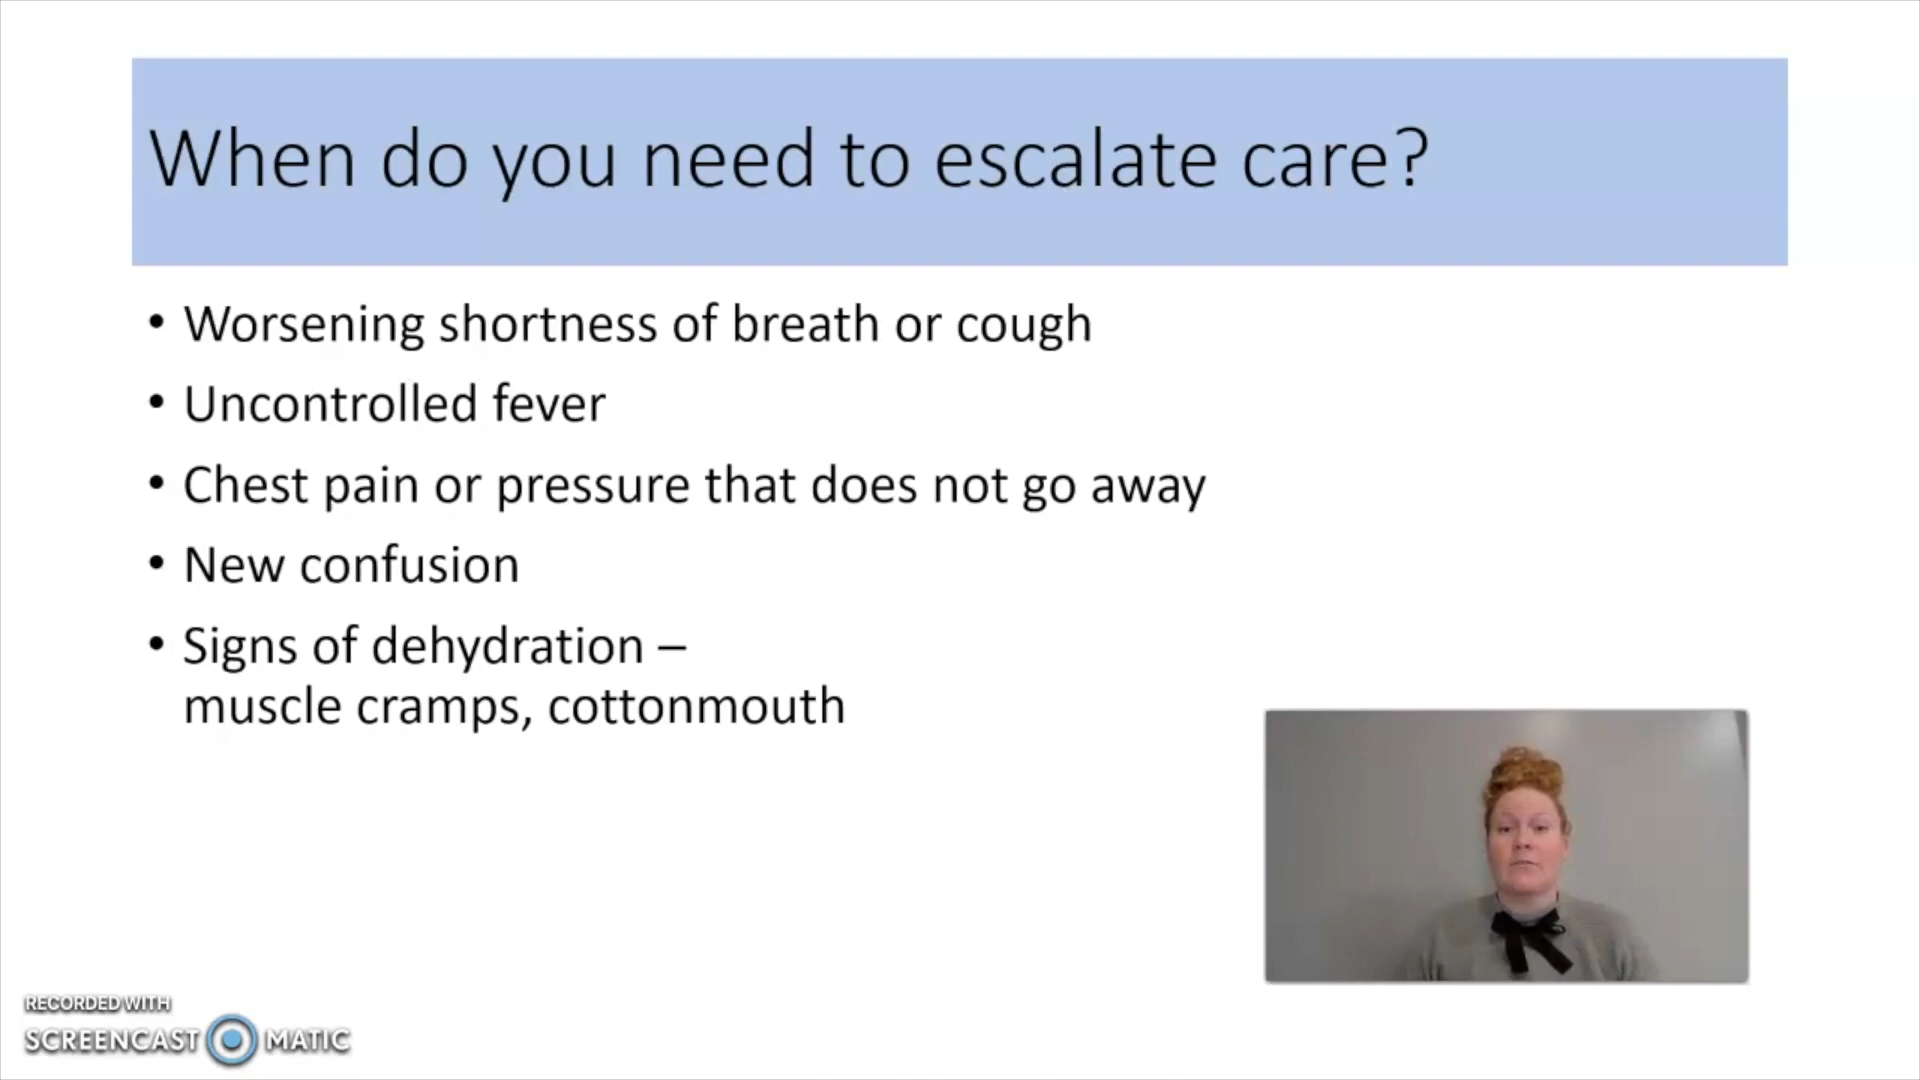 When do you need to escalate care?
• Worsening shortness of breath or cough
• Uncontrolled fever
• Chest pain or pressure that does not go away
• New confusion
• Signs of dehydration –
muscle cramps, cottonmouth
RECORDED WITH
SCREENCAST MATIC